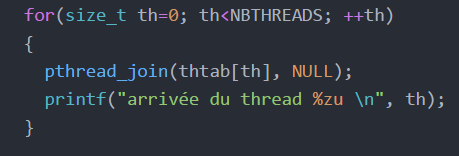 for(size_t th=0; th<NBTHREADS; ++th)
{
  pthread_join(thtab[th], NULL);
  printf("arrivée du thread %zu \n", th);
}